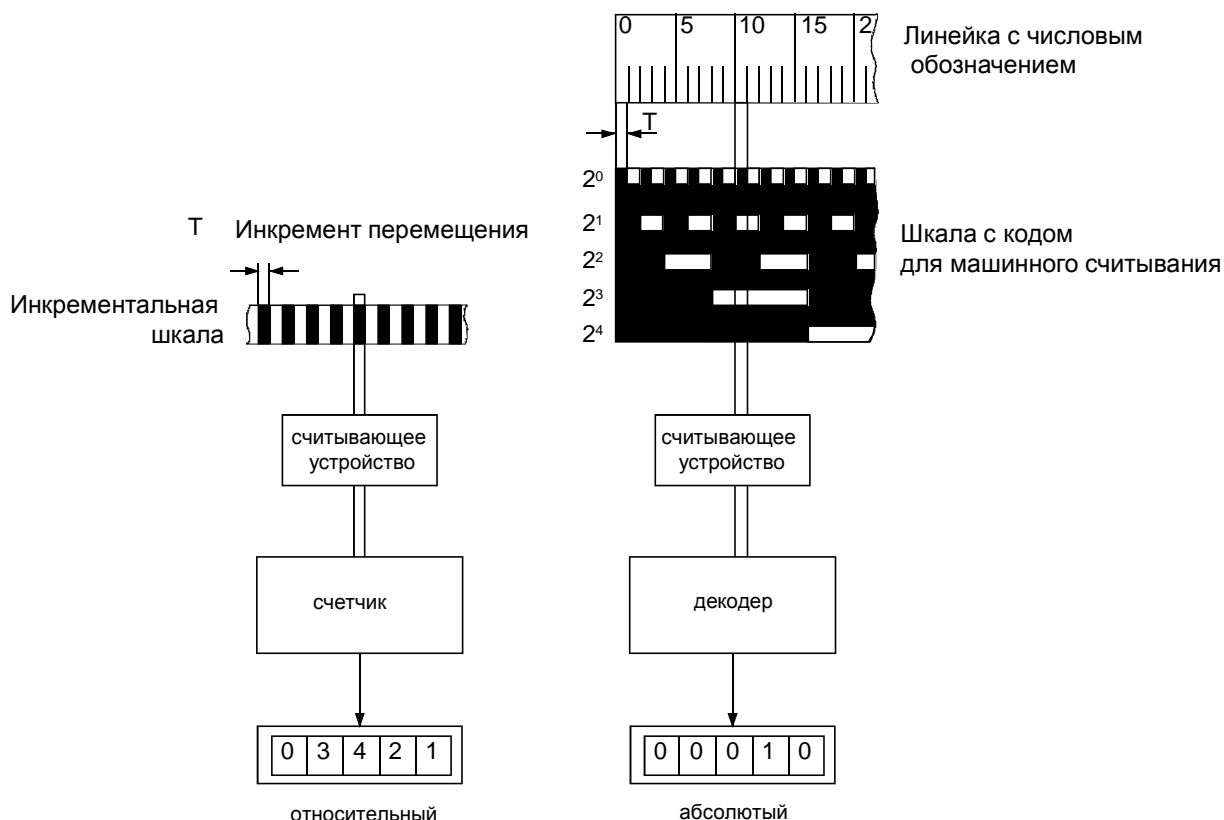 0 5 10 15 2
Линейка с числовым
обозначением
T
2⁰
2¹
2²
2³
2⁴
Шкала с кодом
для машинного считывания
T Инкремент перемещения
Инкрементальная
шкала
считывающее
устройство
считывающее
устройство
счетчик
декодер
0 3 4 2 1
0 0 0 1 0
относительный
абсолютый